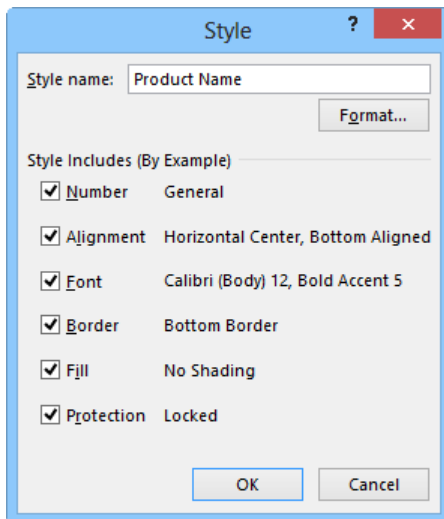 Style ? ×
Style name: Product Name
Format...
Style Includes (By Example)
Number General
Alignment Horizontal Center, Bottom Aligned
Font Calibri (Body) 12, Bold Accent 5
Border Bottom Border
Fill No Shading
Protection Locked
OK Cancel